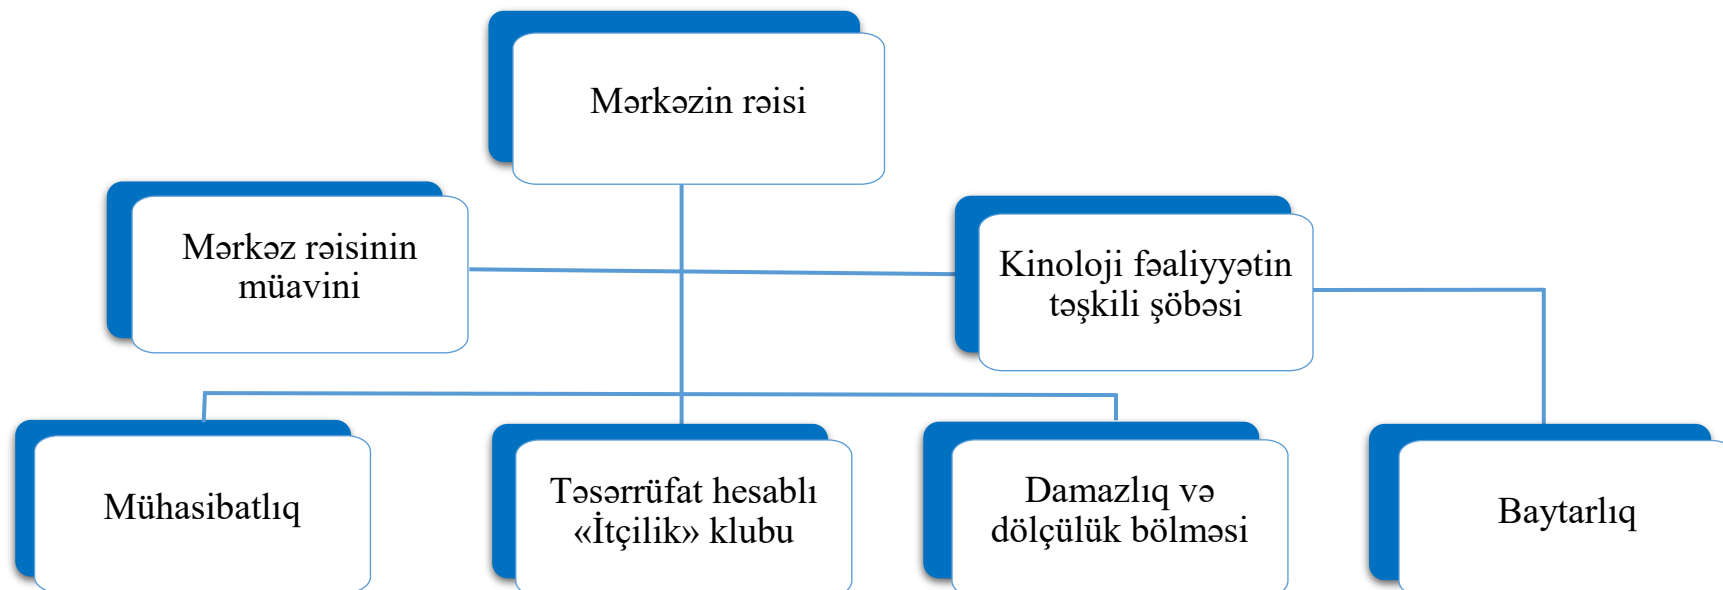 Mərkəzin rəisi
Mərkəz rəisinin
müavini
Kinoloji fəaliyyətin
təşkili şöbəsi
Mühasibatlıq
Təsərrüfat hesablı
«İtçilik» klubu
Damazlıq və
dölçülük bölməsi
Baytarlıq